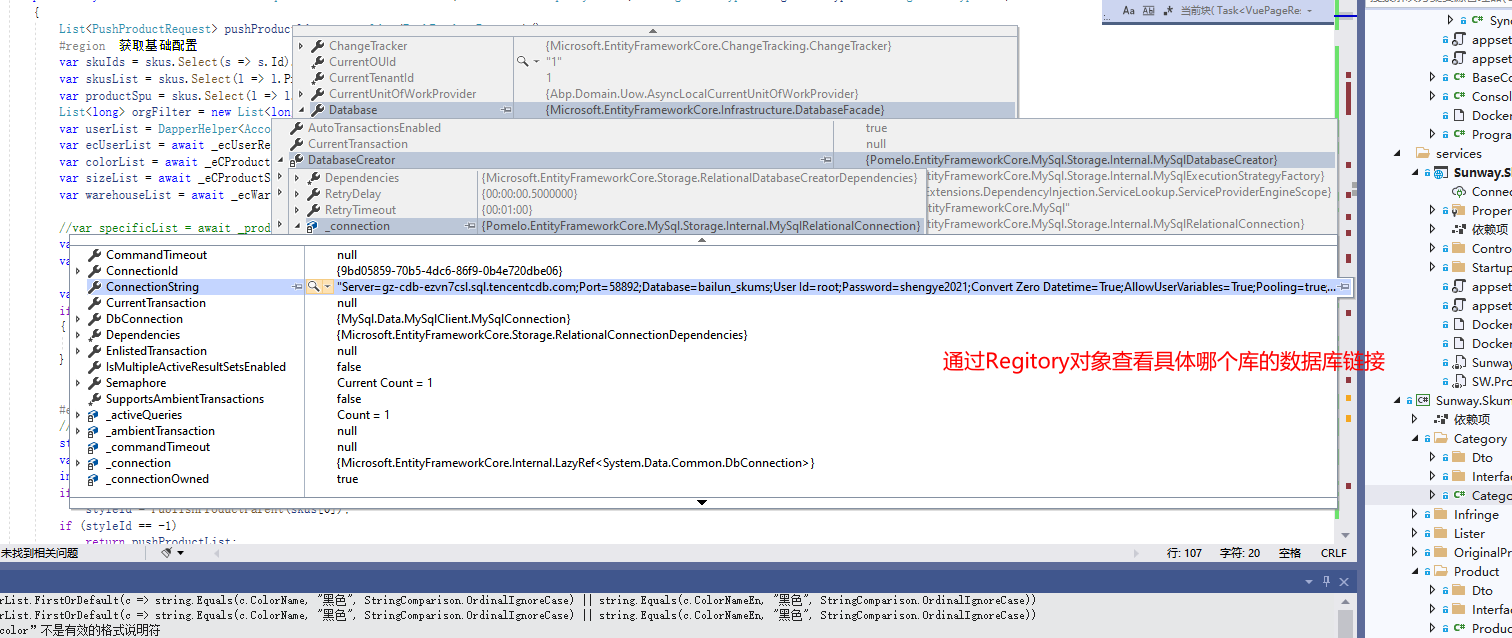 {
List<PushProductRequest>
#region 获取基础配置
var skuIds = skus.Select(s => s.Id)
var skusList = skus.Select(l => l.P
var productSpu = skus.Select(l => l
List<long> orgFilter = new List<lon
var userList = DapperHelper<Acco
var ecUserList = await _ecUserRe
var colorList = await _eCProduct
var sizeList = await _eCProductS
var warehouseList = await _ecWar
//var specificList = await _prod
ChangeTracker {Microsoft.EntityFrameworkCore.ChangeTracking.ChangeTracker}
CurrentOUId "1"
CurrentTenantId 1
CurrentUnitOfWorkProvider {Abp.Domain.Uow.AsyncLocalCurrentUnitOfWorkProvider}
Database {Microsoft.EntityFrameworkCore.Infrastructure.DatabaseFacade}
AutoTransactionsEnabled true
CurrentTransaction null
DatabaseCreator {Pomelo.EntityFrameworkCore.MySql.Storage.Internal.MySqlDatabaseCreator}
Dependencies {Microsoft.EntityFrameworkCore.Storage.RelationalDatabaseCreatorDependencies}
RetryDelay {00:00:00.5000000}
RetryTimeout {00:01:00}
_connection {Pomelo.EntityFrameworkCore.MySql.Storage.Internal.MySqlRelationalConnection}
tityFrameworkCore.MySql.Storage.Internal.MySqlExecutionStrategyFactory}
Extensions.DependencyInjection.ServiceLookup.ServiceProviderEngineScope}
tityFrameworkCore.MySql"
tityFrameworkCore.MySql.Storage.Internal.MySqlRelationalConnection}
CommandTimeout null
ConnectionId {9bd05859-70b5-4dc6-86f9-0b4e720dbe06}
ConnectionString "Server=gz-cdb-ezvn7csl.sql.tencentcdb.com;Port=58892;Database=bailun_skums;User Id=root;Password=shengye2021;Convert Zero Datetime=True;AllowUserVariables=True;Pooling=true;...
CurrentTransaction null
DbConnection {MySql.Data.MySqlClient.MySqlConnection}
Dependencies {Microsoft.EntityFrameworkCore.Storage.RelationalConnectionDependencies}
EnlistedTransaction null
IsMultipleActiveResultSetsEnabled false
Semaphore Current Count = 1
SupportsAmbientTransactions false
_activeQueries Count = 1
_ambientTransaction null
_commandTimeout null
_connection {Microsoft.EntityFrameworkCore.Internal.LazyRef<System.Data.Common.DbConnection>}
_connectionOwned true
通过Regitory对象查看具体哪个库的数据库链接
if (styleId == -1)
return pushProductList;
未找到相关问题
行: 107 字符: 20 空格 CRLF
rList.FirstOrDefault(c => string.Equals(c.ColorName, "黑色", StringComparison.OrdinalIgnoreCase) || string.Equals(c.ColorNameEn, "黑色", StringComparison.OrdinalIgnoreCase))
rList.FirstOrDefault(c => string.Equals(c.ColorName, "黑色", StringComparison.OrdinalIgnoreCase) || string.Equals(c.ColorNameEn, "黑色", StringComparison.OrdinalIgnoreCase))
color”不是有效的格式说明符
Aa 当前块( Task<VuePageRe:
C# Sync
appset
appset
C# BaseCo
C# Consol
Docker
C# Progra
services
Sunway.S
Connec
Proper
依赖项
Contro
Startup
appset
appset
Docker
Docker
Sunway
SW.Pro
C# Sunway.Skum
依赖项
Category
Dto
Interfac
C# Catego
Infringe
Lister
OriginalPr
Product
Dto
Interfac
C# Produc